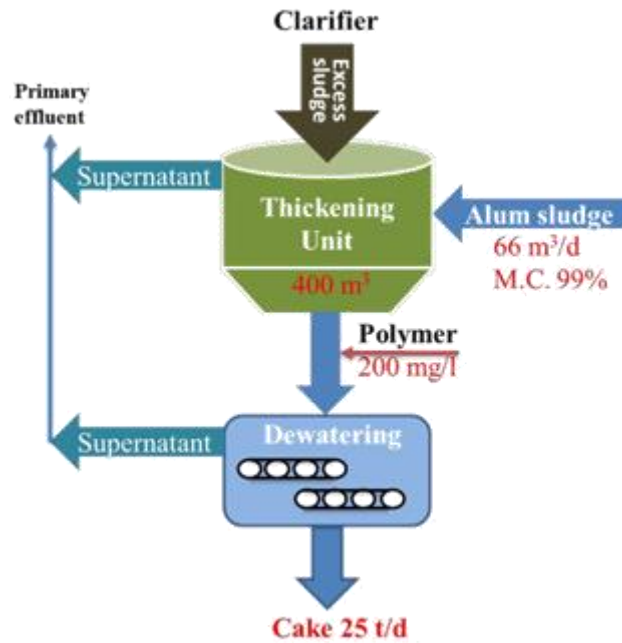 Clarifier
Excess
sludge
Primary
effluent
Supernatant
Thickening
Unit
Alum sludge
66 m³/d
M.C. 99%
400 m³
Polymer
200 mg/l
Dewatering
Supernatant
Cake 25 t/d